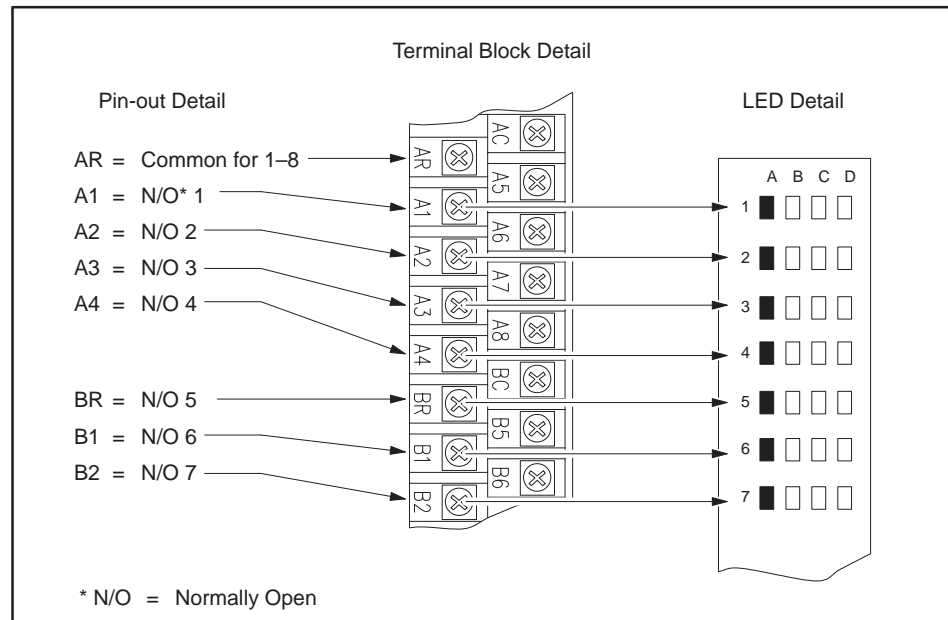 Terminal Block Detail
Pin-out Detail
LED Detail
AR = Common for 1–8
A1 = N/O* 1
A2 = N/O 2
A3 = N/O 3
A4 = N/O 4
BR = N/O 5
B1 = N/O 6
B2 = N/O 7
AR
A1
A2
A3
A4
BR
B1
B2
AC
A5
A6
A7
A8
BC
B5
B6
A B C D
1
2
3
4
5
6
7
* N/O = Normally Open